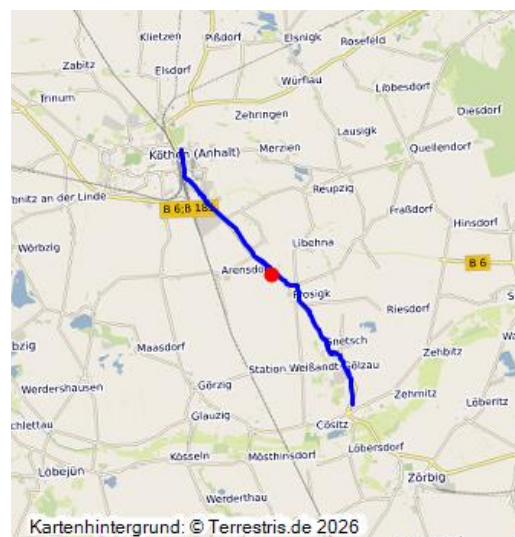 Klietzen
Pißdorf
Elsnigk
Rosefeld
Zabitz
Elsdorf
Würflau
Libbesdorf
Trinum
Zehringen
Diesdorf
Lausigk
Köthen (Anhalt)
Merzien
Quellendorf
Reupzig
bnitz an der Linde
B 6;B 18
Fraßdorf
Hinsdorf
Wörbzig
Libehna
Arensdo
B 6
Prosigk
Riesdorf
Maasdorf
Gnetsch
Zehbitz
bzig
Station Weißandt Gölzau
Görzig
Zehmitz
Werdershausen
Glauzig
Löberitz
chlettau
Cösitz
Löbersdorf
Kösseln
Mösthinsdorf
Löbejün
Zörbig
Werderthau
Kartenhintergrund: © Terrestris.de 2026